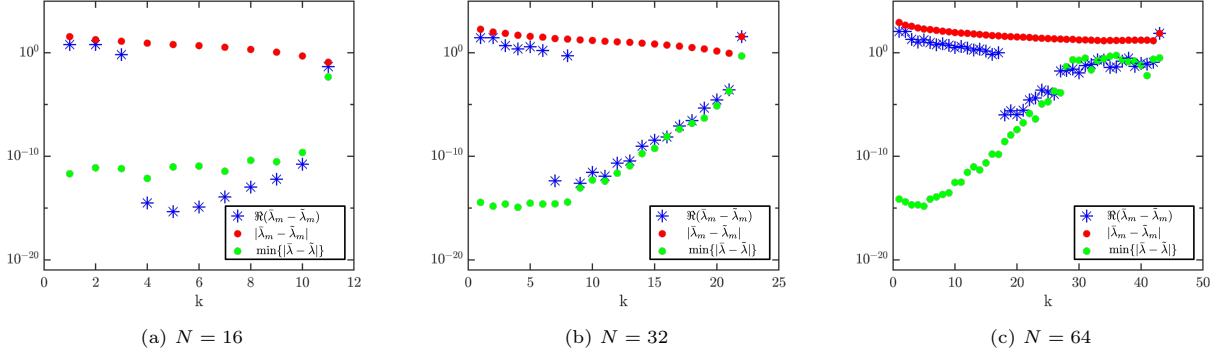 10^0
10^{-10}
10^{-20}
0 2 4 6 8 10 12
k
ℜ(λ̄_m − λ̃_m)
|λ̄_m − λ̃_m|
min{|λ̄ − λ̃|}
(a) N = 16
10^0
10^{-10}
10^{-20}
0 5 10 15 20 25
k
ℜ(λ̄_m − λ̃_m)
|λ̄_m − λ̃_m|
min{|λ̄ − λ̃|}
(b) N = 32
10^0
10^{-10}
10^{-20}
0 10 20 30 40 50
k
ℜ(λ̄_m − λ̃_m)
|λ̄_m − λ̃_m|
min{|λ̄ − λ̃|}
(c) N = 64